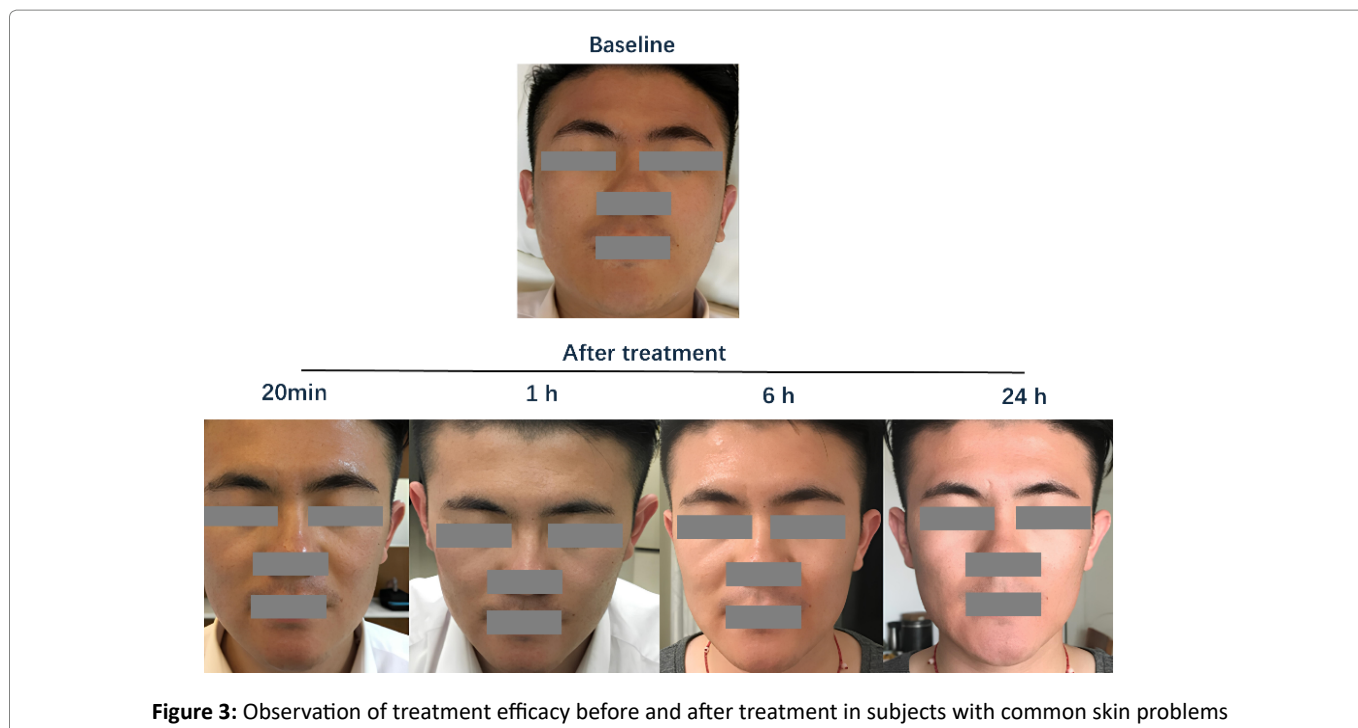 Baseline
After treatment
20min 1 h 6 h 24 h
Figure 3: Observation of treatment efficacy before and after treatment in subjects with common skin problems